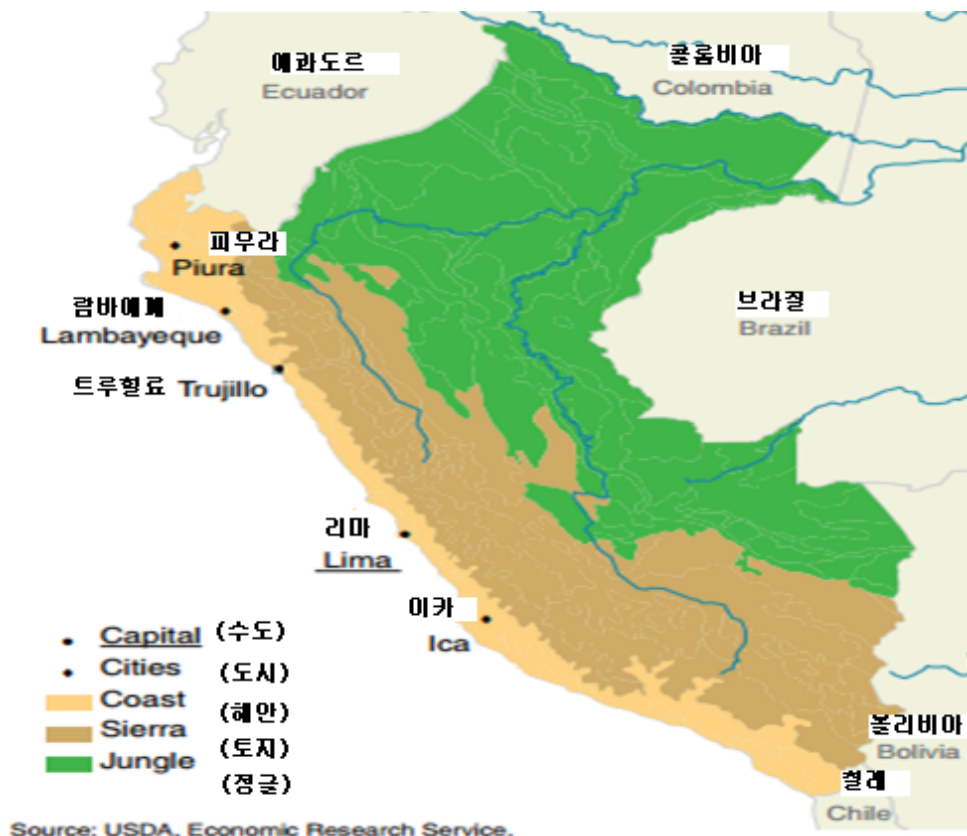 에콰도르
Ecuador
콜롬비아
Colombia
피우라
Piura
람바예께
Lambayeque
브라질
Brazil
트루힐료 Trujillo
리마
Lima
이카
Ica
Capital (수도)
Cities (도시)
Coast (해안)
Sierra (토지)
Jungle (정글)
볼리비아
Bolivia
칠레
Chile
Source: USDA, Economic Research Service.